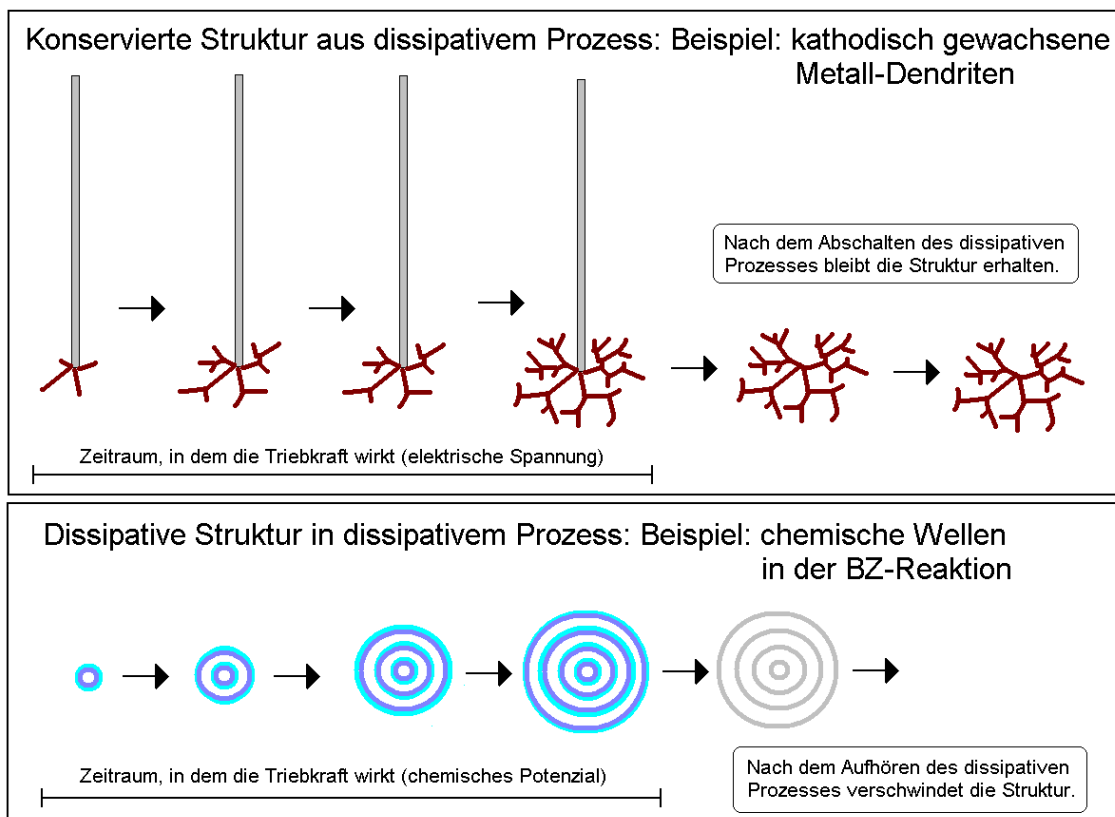 Konservierte Struktur aus dissipativem Prozess: Beispiel: kathodisch gewachsene
Metall-Dendriten
Nach dem Abschalten des dissipativen
Prozesses bleibt die Struktur erhalten.
Zeitraum, in dem die Triebkraft wirkt (elektrische Spannung)
Dissipative Struktur in dissipativem Prozess: Beispiel: chemische Wellen
in der BZ-Reaktion
Zeitraum, in dem die Triebkraft wirkt (chemisches Potenzial)
Nach dem Aufhören des dissipativen
Prozesses verschwindet die Struktur.